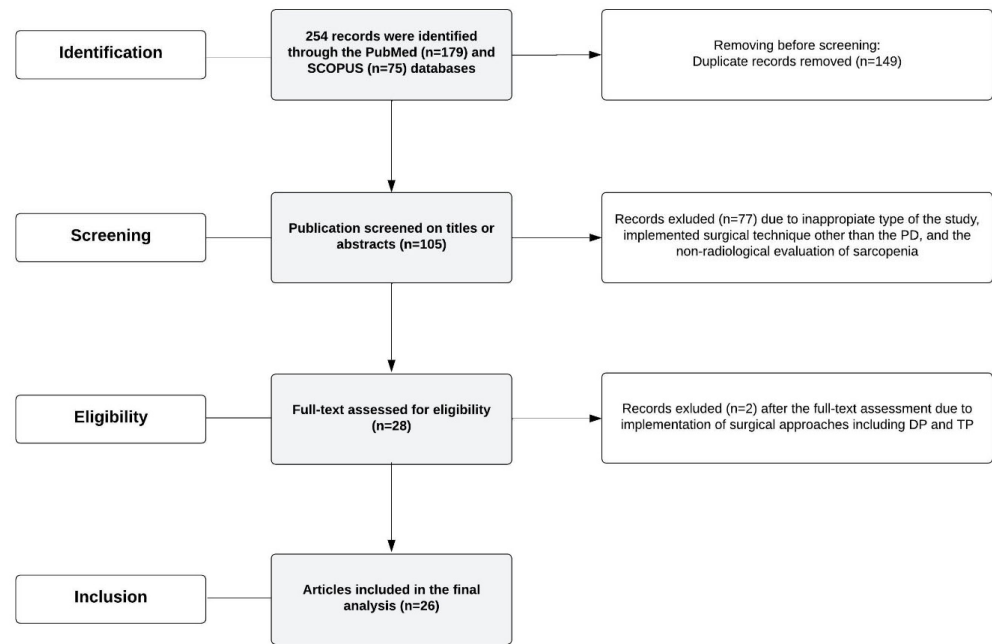 Identification
254 records were identified
through the PubMed (n=179) and
SCOPUS (n=75) databases
Removing before screening:
Duplicate records removed (n=149)
Screening
Publication screened on titles or
abstracts (n=105)
Records exluded (n=77) due to inappropiate type of the study,
implemented surgical technique other than the PD, and the
non-radiological evaluation of sarcopenia
Eligibility
Full-text assessed for eligibility
(n=28)
Records exluded (n=2) after the full-text assessment due to
implementation of surgical approaches including DP and TP
Inclusion
Articles included in the final
analysis (n=26)